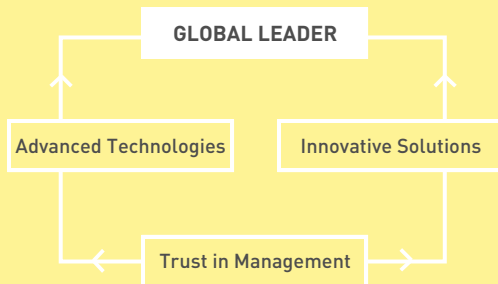 GLOBAL LEADER
Advanced Technologies
Innovative Solutions
Trust in Management